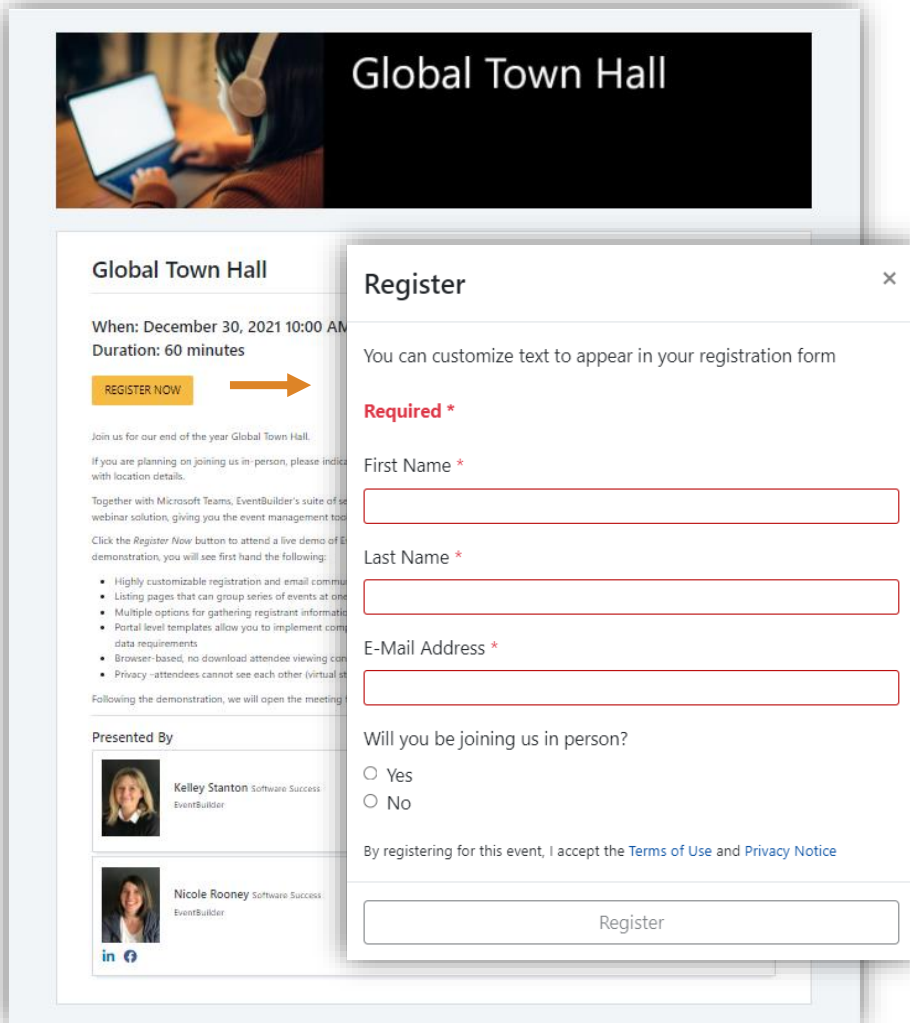 Global Town Hall
Global Town Hall
When: December 30, 2021 10:00 AM
Duration: 60 minutes
REGISTER NOW
Join us for our end of the year Global Town Hall.
If you are planning on joining us in-person, please indica
with location details.
Together with Microsoft Teams, EventBuilder's suite of se
webinar solution, giving you the event management too
Click the Register Now button to attend a live demo of E
demonstration, you will see first hand the following:
• Highly customizable registration and email commu
• Listing pages that can group series of events at one
• Multiple options for gathering registrant informatio
• Portal level templates allow you to implement comp
data requirements
• Browser-based, no download attendee viewing con
• Privacy -attendees cannot see each other (virtual st
Following the demonstration, we will open the meeting
Presented By
Kelley Stanton Software Success
EventBuilder
Nicole Rooney Software Success
EventBuilder
in f
Register ×
You can customize text to appear in your registration form
Required *
First Name *
Last Name *
E-Mail Address *
Will you be joining us in person?
Yes
No
By registering for this event, I accept the Terms of Use and Privacy Notice
Register